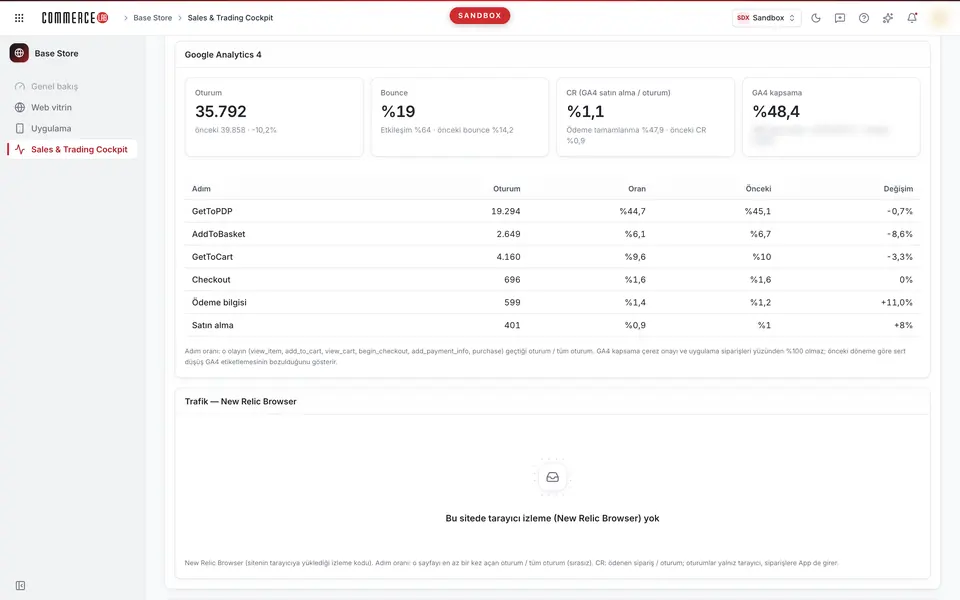 COMMERCE LAB
Base Store
Sales & Trading Cockpit
SANDBOX
SDX Sandbox
Base Store
Genel bakış
Web vitrin
Uygulama
Sales & Trading Cockpit
Google Analytics 4
Oturum
35.792
önceki 39.858 · -10,2%
Bounce
%19
Etkileşim %64 · önceki bounce %14,2
CR (GA4 satın alma / oturum)
%1,1
Ödeme tamamlanma %47,9 · önceki CR
%0,9
GA4 kapsama
%48,4
Adım Oturum Oran Önceki Değişim
GetToPDP 19.294 %44,7 %45,1 -0,7%
AddToBasket 2.649 %6,1 %6,7 -8,6%
GetToCart 4.160 %9,6 %10 -3,3%
Checkout 696 %1,6 %1,6 0%
Ödeme bilgisi 599 %1,4 %1,2 +11,0%
Satın alma 401 %0,9 %1 +8%
Adım oranı: o olayın (view_item, add_to_cart, view_cart, begin_checkout, add_payment_info, purchase) geçtiği oturum / tüm oturum. GA4 kapsama çerez onayı ve uygulama siparişleri yüzünden %100 olmaz; önceki döneme göre sert
düşüş GA4 etiketlemesinin bozulduğunu gösterir.
Trafik — New Relic Browser
Bu sitede tarayıcı izleme (New Relic Browser) yok
New Relic Browser (sitenin tarayıcıya yüklediği izleme kodu). Adım oranı: o sayfayı en az bir kez açan oturum / tüm oturum (sırasız). CR: ödenen sipariş / oturum; oturumlar yalnız tarayıcı, siparişlere App de girer.